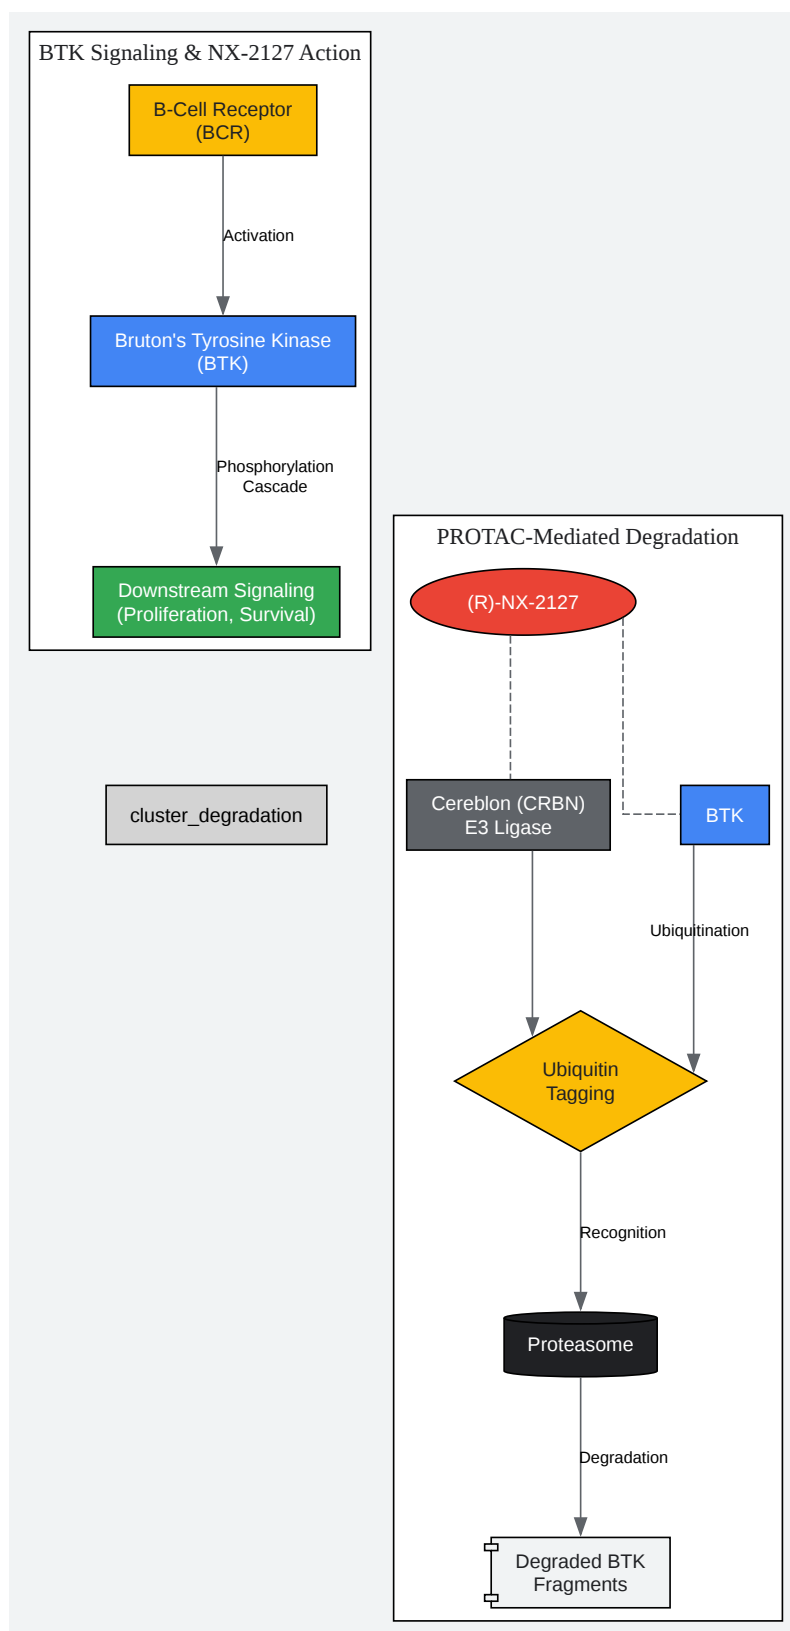 BTK Signaling & NX-2127 Action
B-Cell Receptor
(BCR)
Activation
Bruton's Tyrosine Kinase
(BTK)
Phosphorylation
Cascade
Downstream Signaling
(Proliferation, Survival)
cluster_degradation
PROTAC-Mediated Degradation
(R)-NX-2127
Cereblon (CRBN)
E3 Ligase
BTK
Ubiquitination
Ubiquitin
Tagging
Recognition
Proteasome
Degradation
Degraded BTK
Fragments